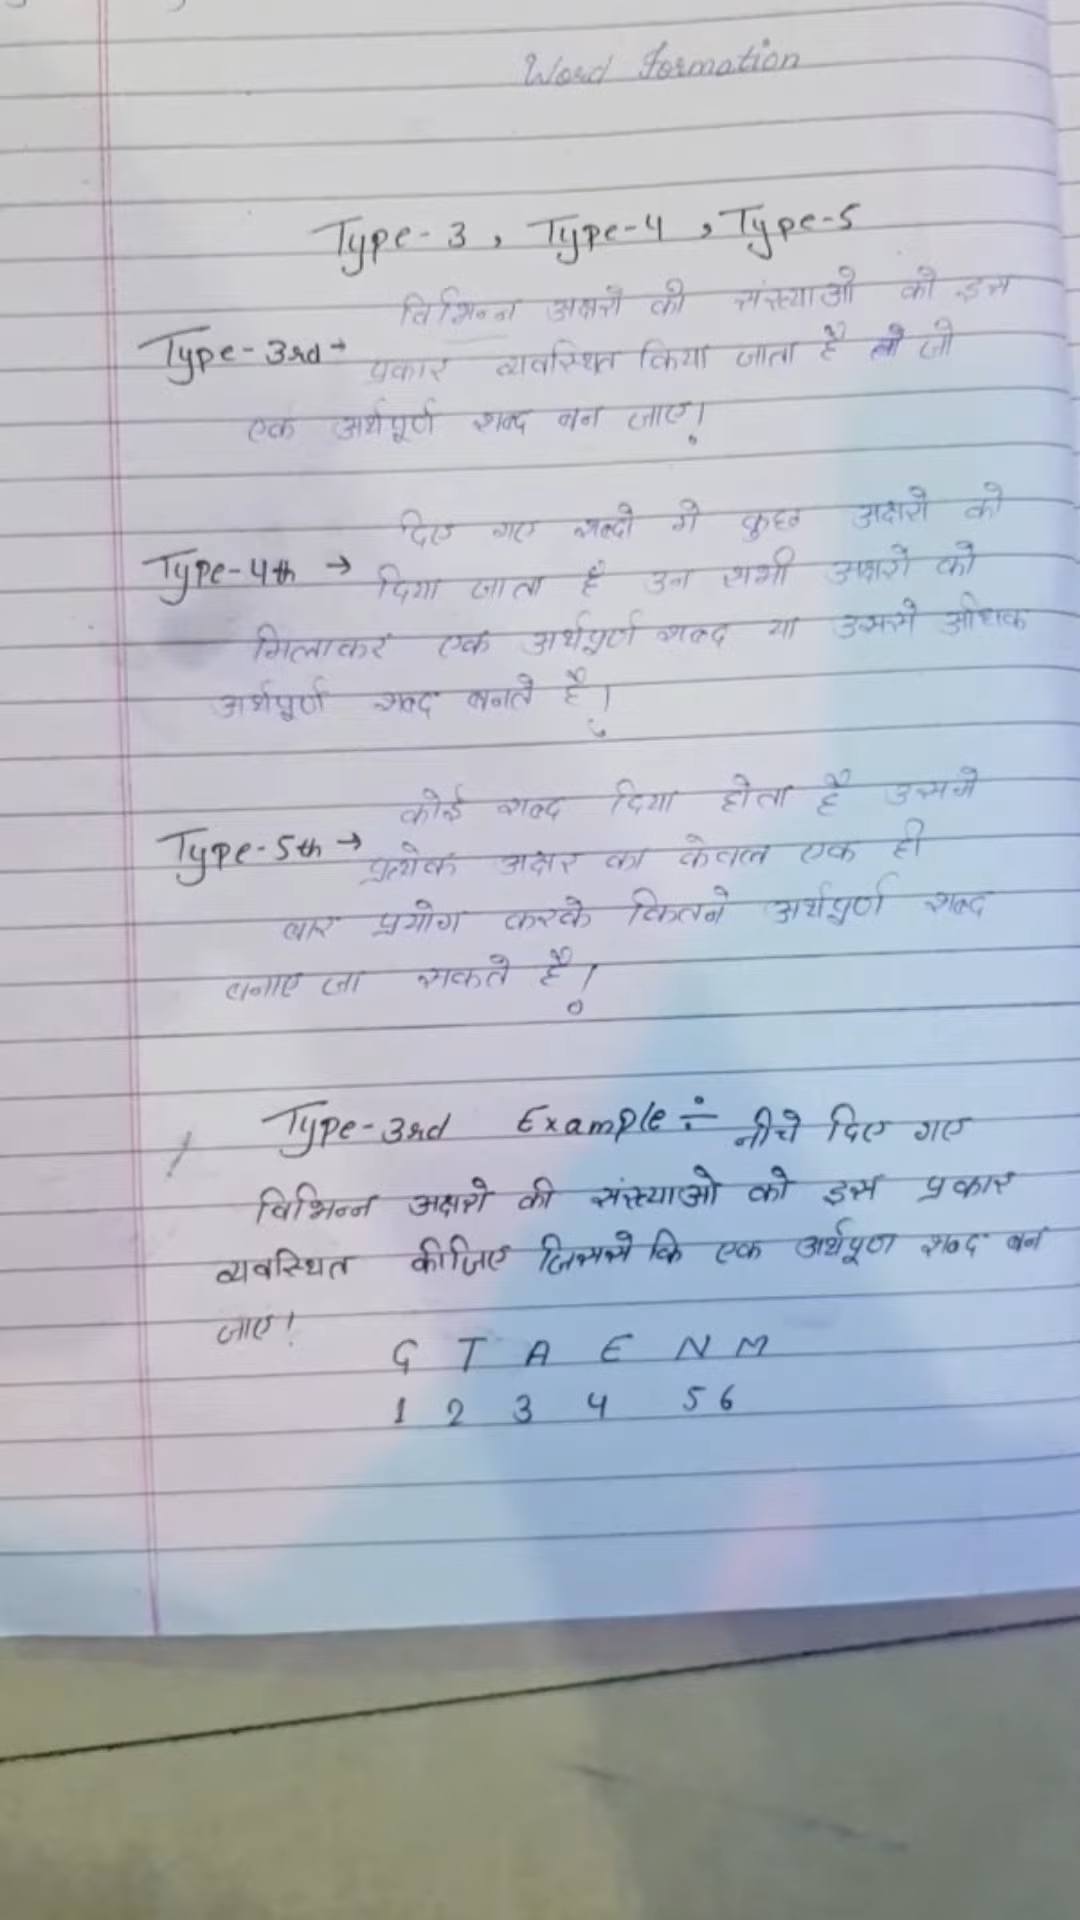 Word Formation
Type-3, Type-4, Type-5
विभिन्न अक्षरो की संख्याओ को इस
Type-3rd→ प्रकार व्यवस्थित किया जाता है जो
एक अर्थपूर्ण शब्द बन जाए।
दिए गए शब्दो मे कुछ अक्षरो को
Type-4th → दिया जाता है उन सभी अक्षरो को
मिलाकर एक अर्थपूर्ण शब्द या उससे अधिक
अर्थपूर्ण शब्द बनते है।
कोई शब्द दिया होता है उसमे
Type-5th → प्रत्येक अक्षर का केवल एक ही
बार प्रयोग करके कितने अर्थपुर्ण शब्द
बनाए जा सकते है।
Type-3rd Example ÷ नीचे दिए गए
विभिन्न अक्षरो की संख्याओ को इस प्रकार
व्यवस्थित कीजिए जिससे कि एक अर्थपूण शब्द बन
जाए।
G T A E N M
1 2 3 4 5 6